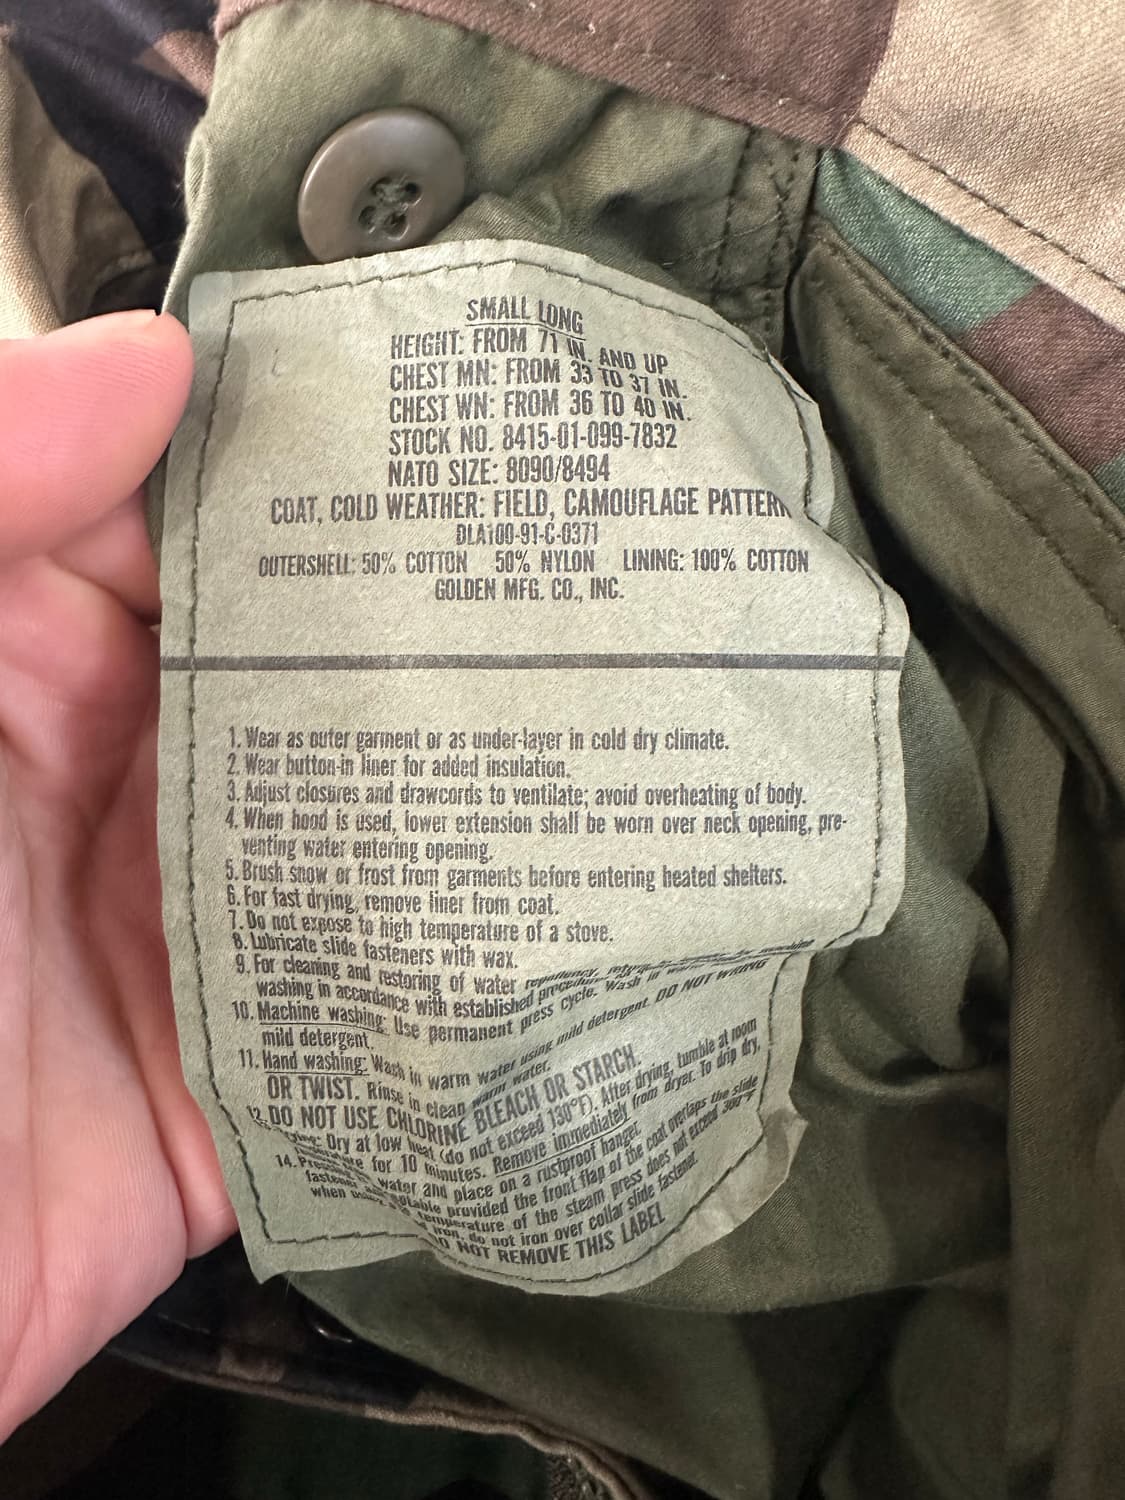 SMALL LONG
HEIGHT: FROM 71 IN. AND UP
CHEST MN: FROM 33 TO 37 IN.
CHEST WN: FROM 36 TO 40 IN.
STOCK NO. 8415-01-099-7832
NATO SIZE: 8090/8494
COAT, COLD WEATHER: FIELD, CAMOUFLAGE PATTERN
DLA100-91-C-0371
OUTERSHELL: 50% COTTON 50% NYLON LINING: 100% COTTON
GOLDEN MFG. CO., INC.
1. Wear as outer garment or as under-layer in cold dry climate.
2. Wear button-in liner for added insulation.
3. Adjust closures and drawcords to ventilate; avoid overheating of body.
4. When hood is used, lower extension shall be worn over neck opening, pre-
venting water entering opening.
5. Brush snow or frost from garments before entering heated shelters.
6. For fast drying, remove liner from coat.
7. Do not expose to high temperature of a stove.
8. Lubricate slide fasteners with wax.
9. For cleaning and restoring of water repellency,
washing in accordance with established procedure
10. Machine washing: Use permanent press cycle. Wash in
mild detergent.
11. Hand washing: Wash in warm water using mild detergent. DO NOT WRING
OR TWIST. Rinse in clean warm water.
12. DO NOT USE CHLORINE BLEACH OR STARCH.
Dry at low heat (do not exceed 130°F). After drying, tumble at room
for 10 minutes. Remove immediately from dryer. To drip dry,
water and place on a rustproof hanger.
14. provided the front flap of the coat overlaps the slide
temperature of the steam press does not exceed 300°F
when iron, do not iron over collar slide fastener.
DO NOT REMOVE THIS LABEL